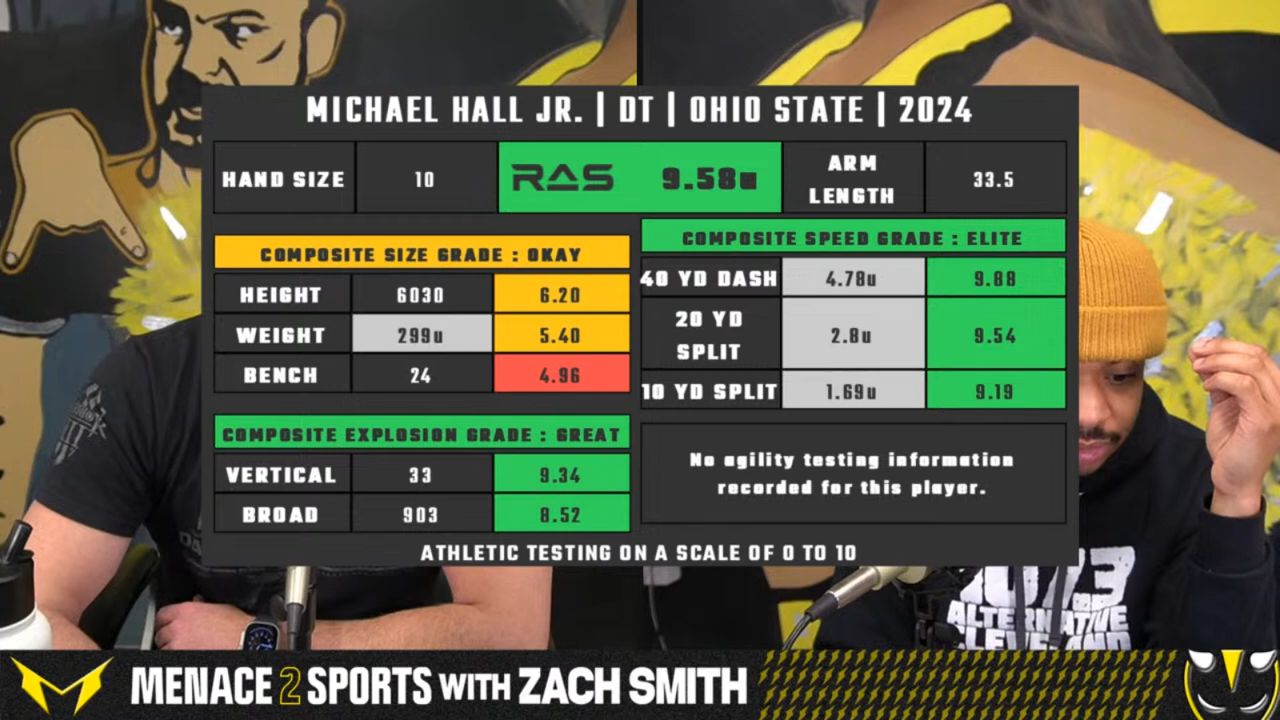 MICHAEL HALL JR. | DT | OHIO STATE | 2024
HAND SIZE 10 RAS 9.58u ARM LENGTH 33.5
COMPOSITE SIZE GRADE : OKAY
HEIGHT 6030 6.20
WEIGHT 299u 5.40
BENCH 24 4.96
COMPOSITE EXPLOSION GRADE : GREAT
VERTICAL 33 9.34
BROAD 903 8.52
COMPOSITE SPEED GRADE : ELITE
40 YD DASH 4.78u 9.88
20 YD SPLIT 2.8u 9.54
10 YD SPLIT 1.69u 9.19
No agility testing information
recorded for this player.
ATHLETIC TESTING ON A SCALE OF 0 TO 10
ALTERNATIVE
CLEVELAND
MENACE 2 SPORTS WITH ZACH SMITH